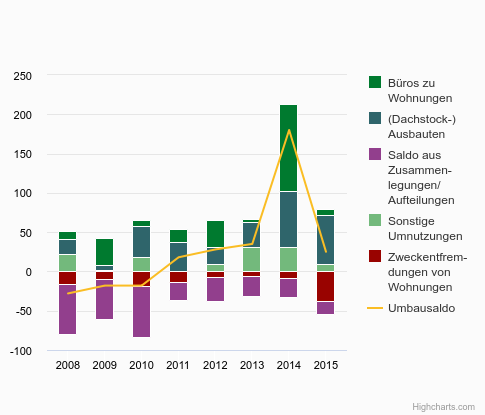 250
200
150
100
50
0
-50
-100
2008 2009 2010 2011 2012 2013 2014 2015
Büros zu
Wohnungen
(Dachstock-)
Ausbauten
Saldo aus
Zusammen-
legungen/
Aufteilungen
Sonstige
Umnutzungen
Zweckentfrem-
dungen von
Wohnungen
Umbausaldo
Highcharts.com